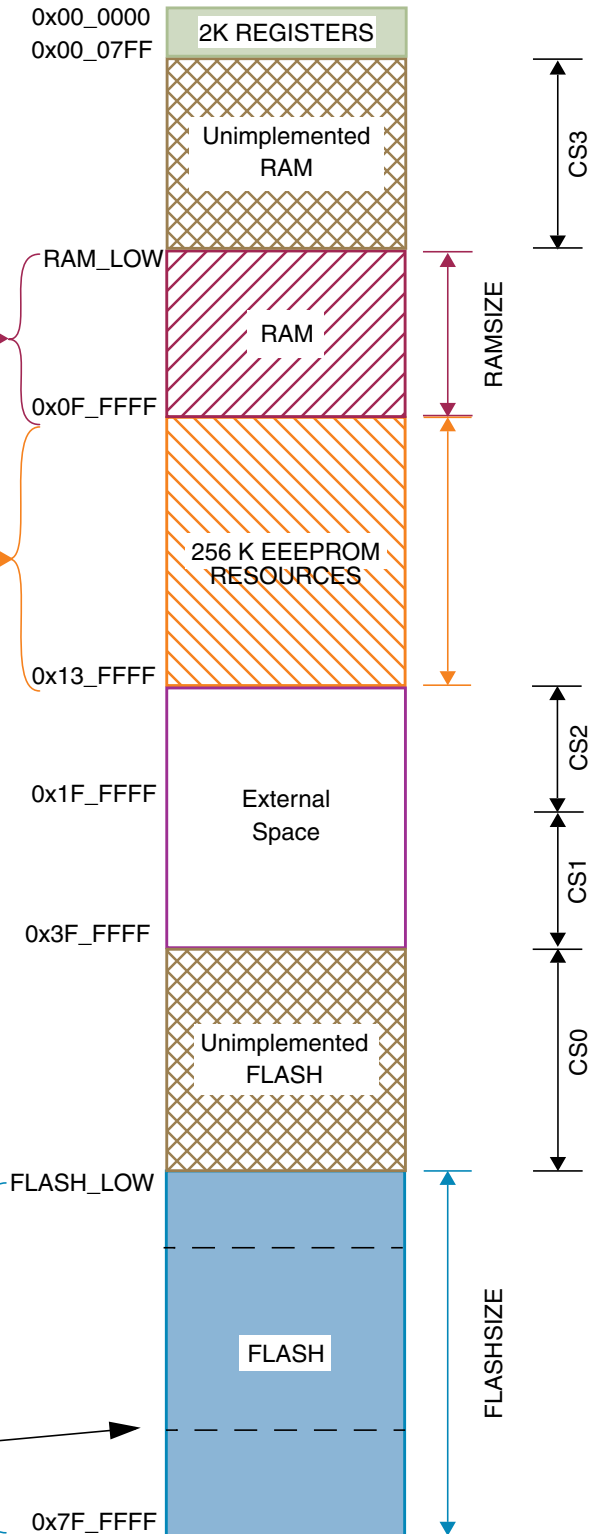 0x00_0000
2K REGISTERS
0x00_07FF
Unimplemented
RAM
CS3
RAM_LOW
RAM
RAMSIZE
0x0F_FFFF
256 K EEEPROM
RESOURCES
0x13_FFFF
CS2
0x1F_FFFF
External
Space
CS1
0x3F_FFFF
Unimplemented
FLASH
CS0
FLASH_LOW
FLASH
FLASHSIZE
0x7F_FFFF